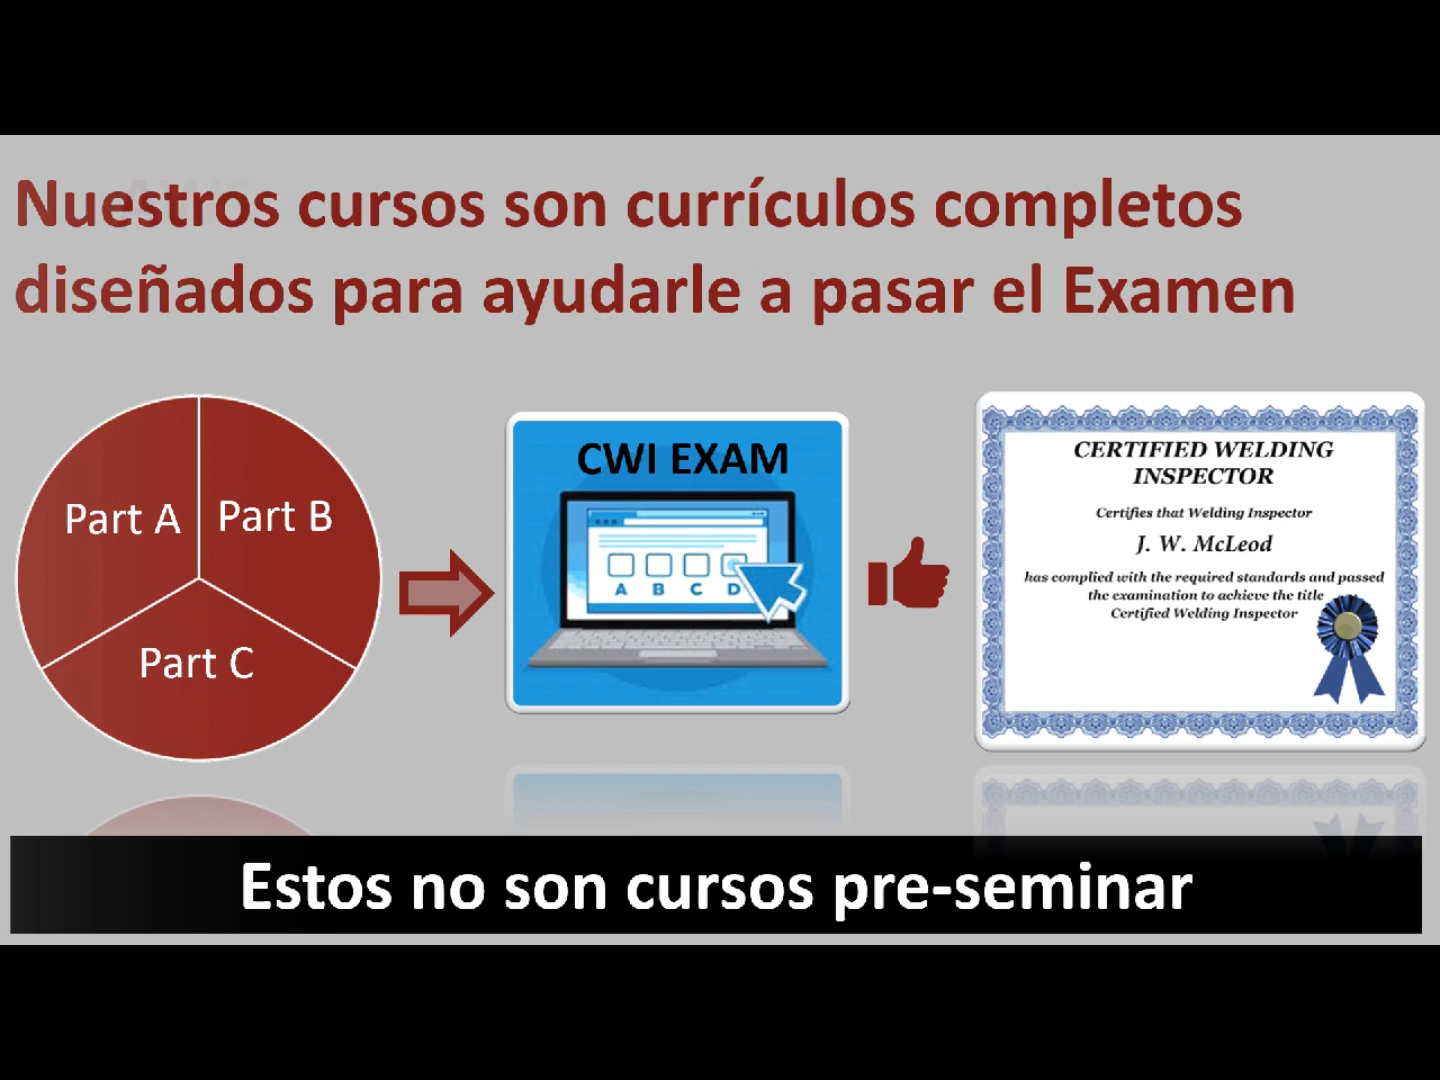 Nuestros cursos son currículos completos
diseñados para ayudarle a pasar el Examen
Part A
Part B
Part C
CWI EXAM
A B C D
CERTIFIED WELDING
INSPECTOR
Certifies that Welding Inspector
J. W. McLeod
has complied with the required standards and passed
the examination to achieve the title
Certified Welding Inspector
Estos no son cursos pre-seminar